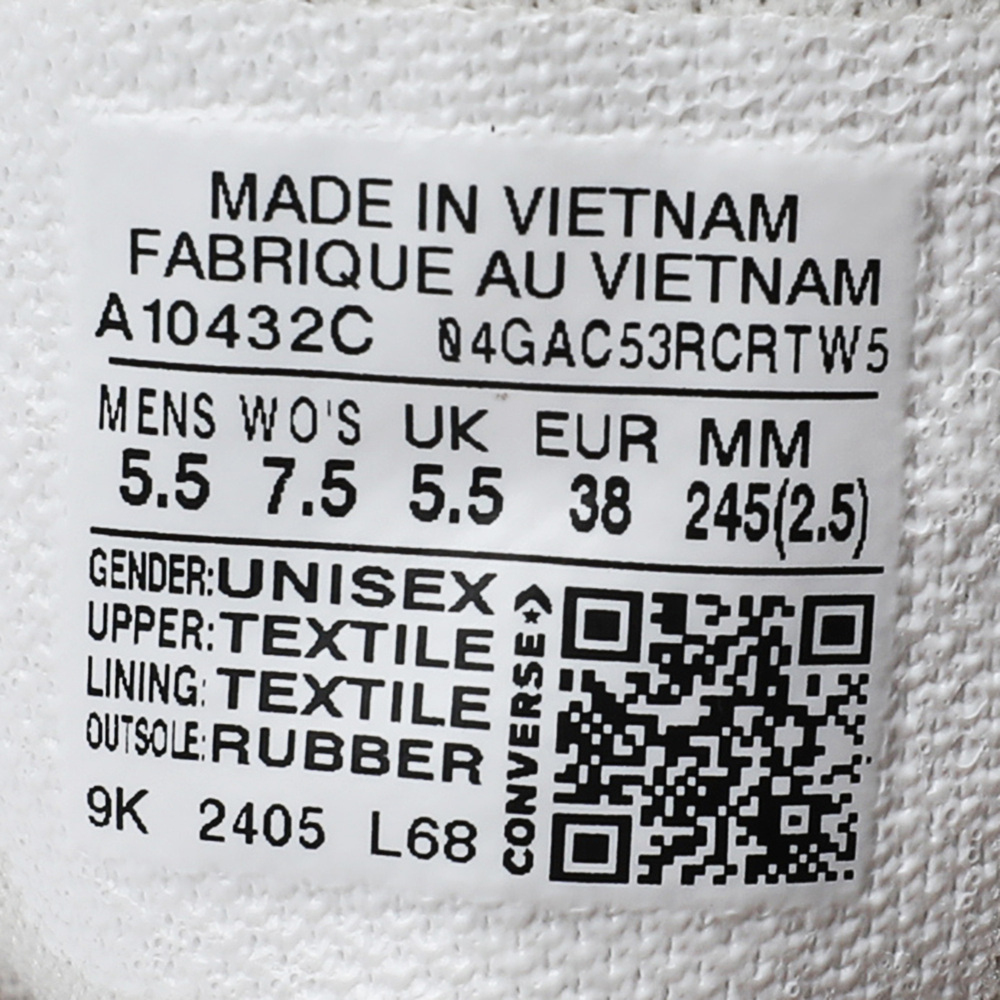 MADE IN VIETNAM
FABRIQUE AU VIETNAM
A10432C 04GAC53RCRTW5
MENS WO'S UK EUR MM
5.5 7.5 5.5 38 245(2.5)
GENDER:UNISEX
UPPER:TEXTILE
LINING:TEXTILE
OUTSOLE:RUBBER
9K 2405 L68
CONVERSE